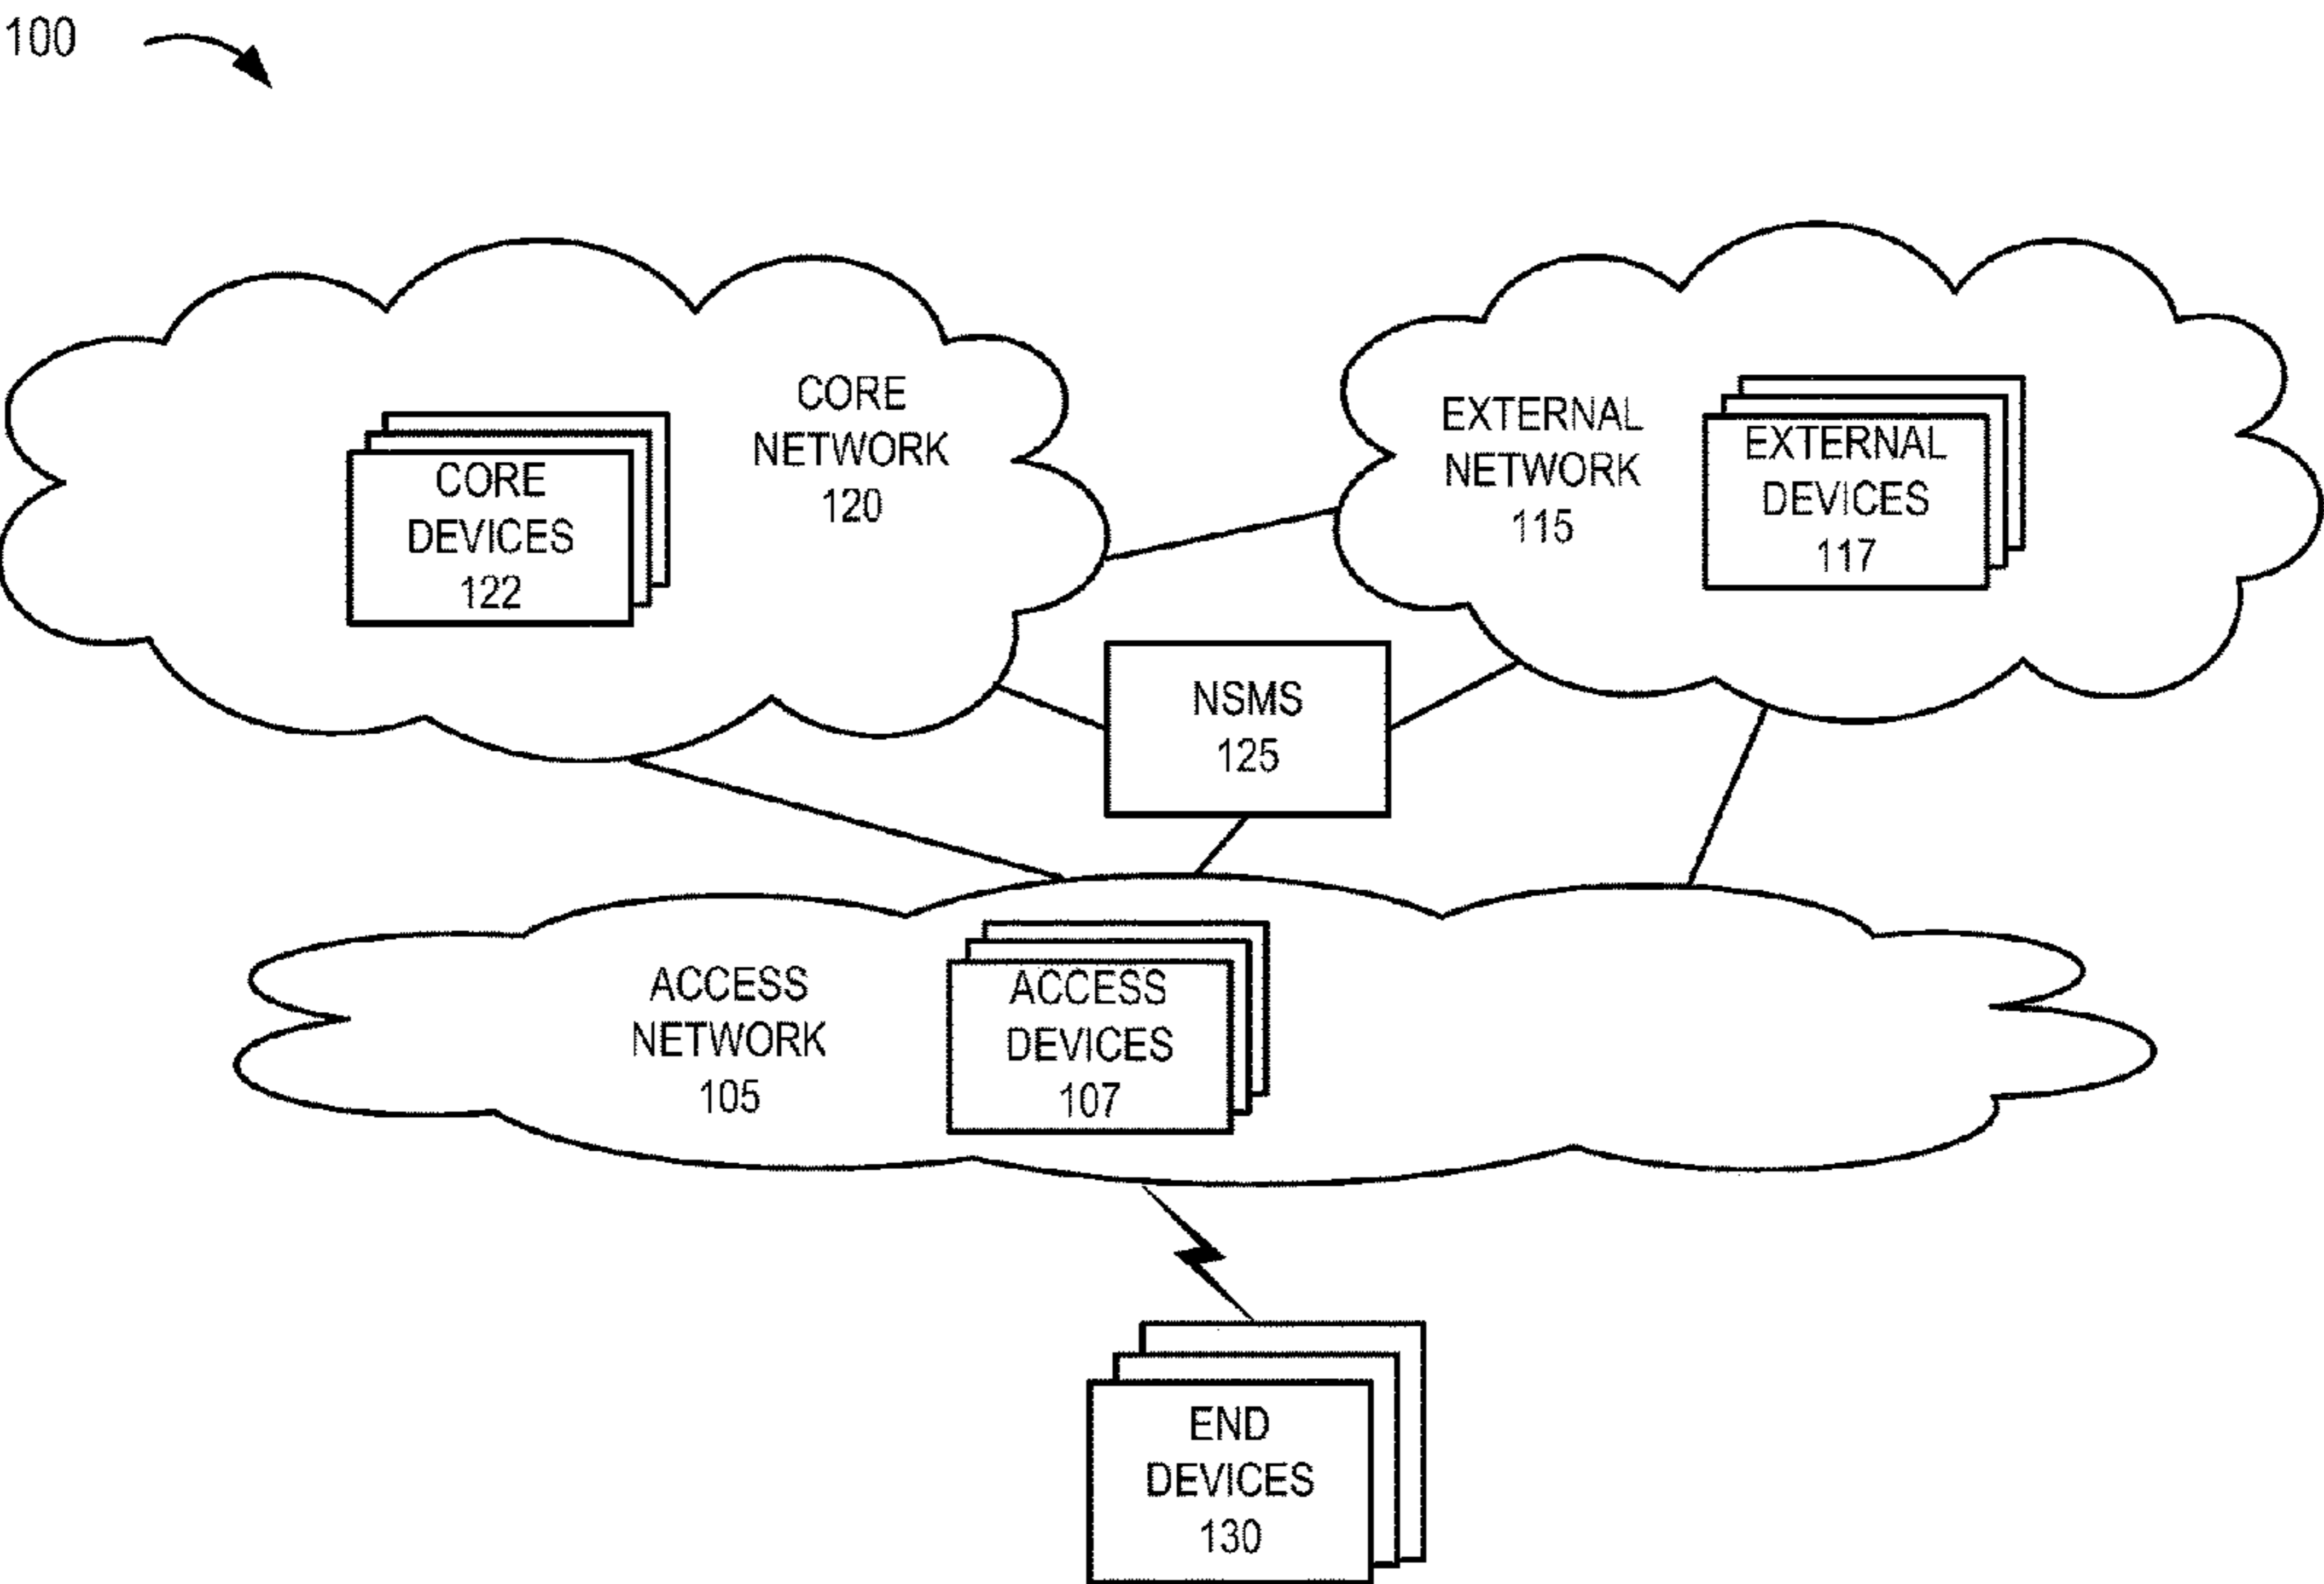 100
CORE
NETWORK
120
CORE
DEVICES
122
EXTERNAL
NETWORK
115
EXTERNAL
DEVICES
117
NSMS
125
ACCESS
NETWORK
105
ACCESS
DEVICES
107
END
DEVICES
130